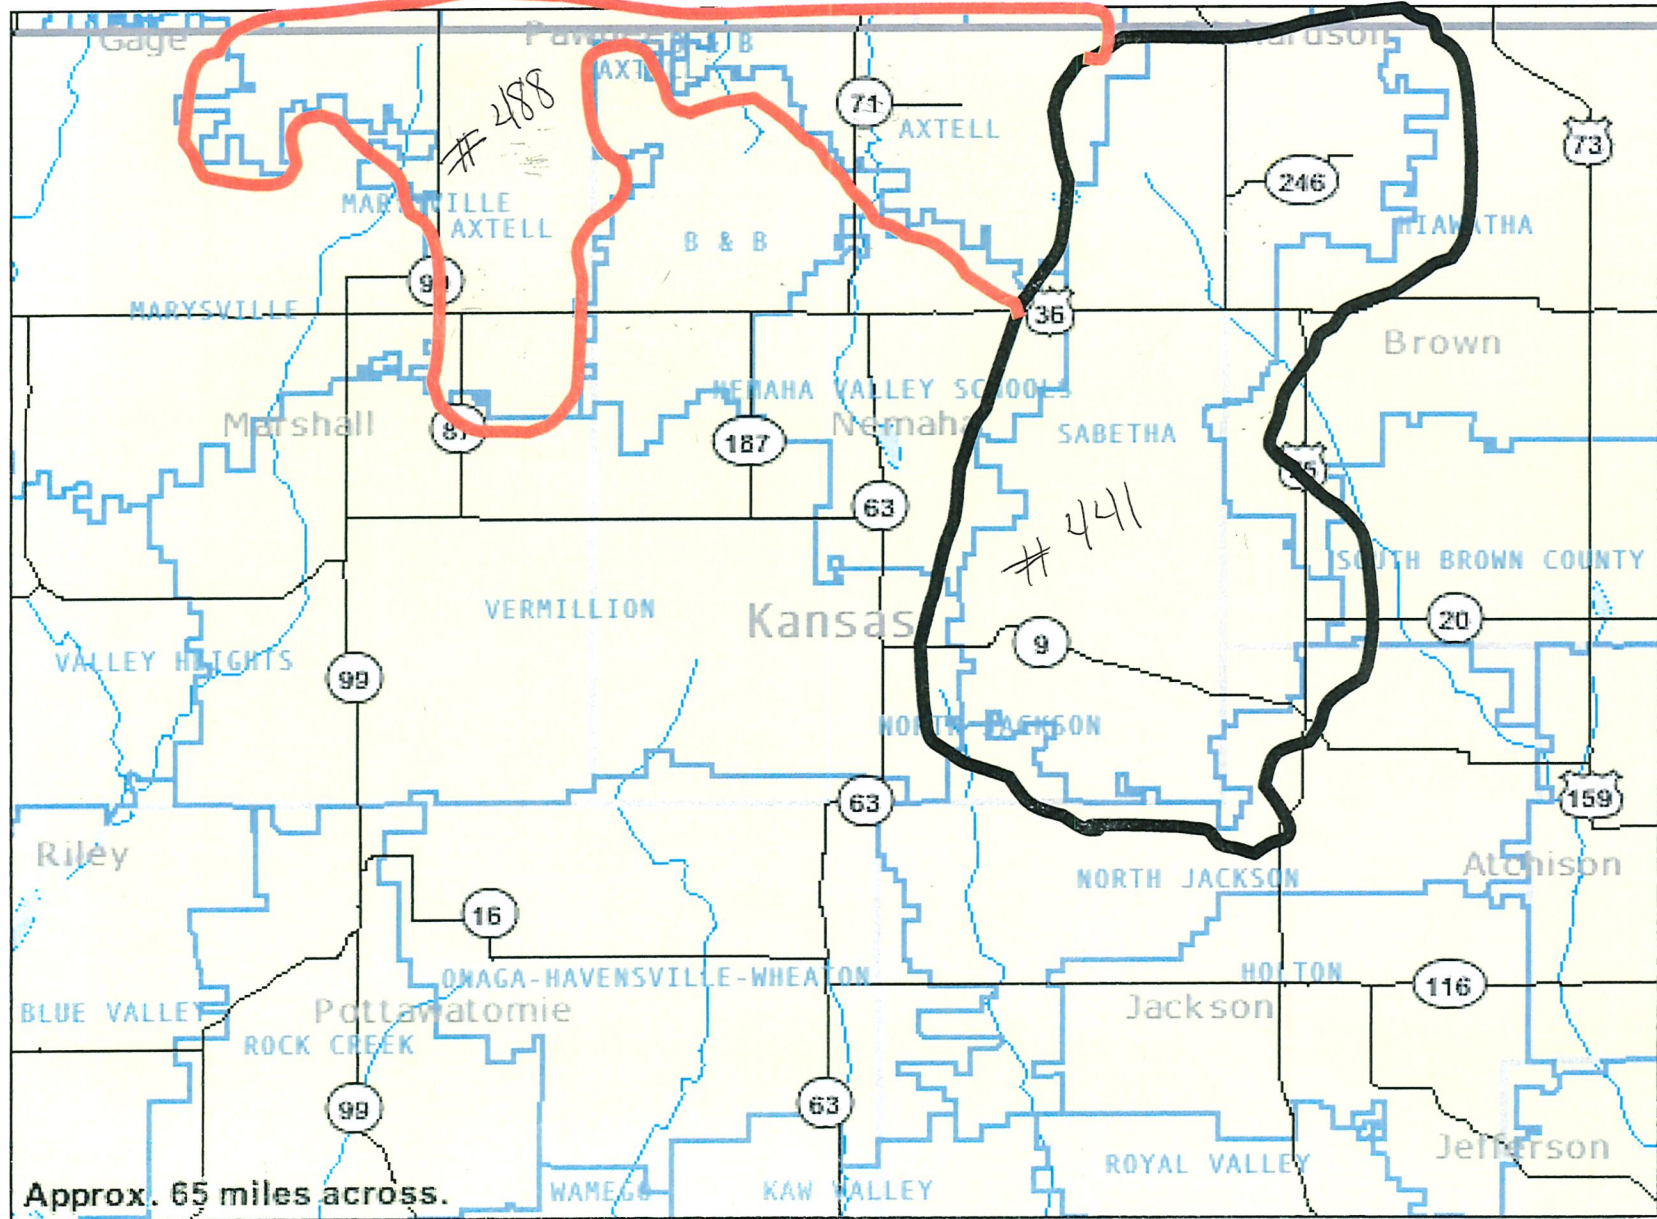 Gage
Pawnee
Richardson
B & B
AXTELL
# 488
71
AXTELL
73
246
MARYSVILLE
AXTELL
B & B
HIAWATHA
99
MARYSVILLE
36
Brown
NEMAHA VALLEY SCHOOLS
Marshall
87
187
Nemaha
SABETHA
75
63
# 441
SOUTH BROWN COUNTY
VERMILLION
Kansas
20
9
VALLEY HEIGHTS
99
NORTH JACKSON
63
159
Riley
Atchison
NORTH JACKSON
16
ONAGA-HAVENSVILLE-WHEATON
HOLTON
116
BLUE VALLEY
Pottawatomie
Jackson
ROCK CREEK
99
63
Jefferson
ROYAL VALLEY
Approx. 65 miles across.
WAMEGO
KAW VALLEY